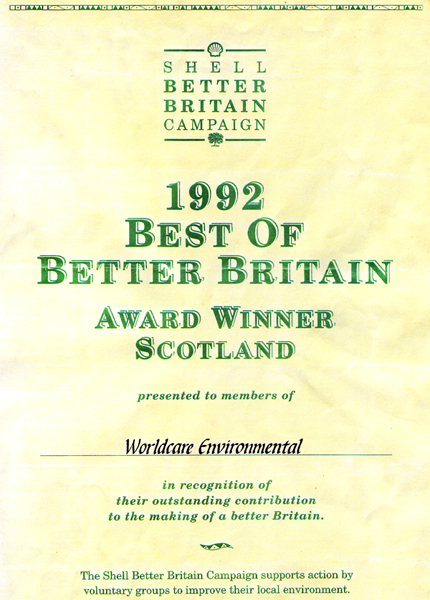 SHELL
BETTER
BRITAIN
CAMPAIGN
1992
BEST OF
BETTER BRITAIN
AWARD WINNER
SCOTLAND
presented to members of
Worldcare Environmental
in recognition of
their outstanding contribution
to the making of a better Britain.
The Shell Better Britain Campaign supports action by
voluntary groups to improve their local environment.